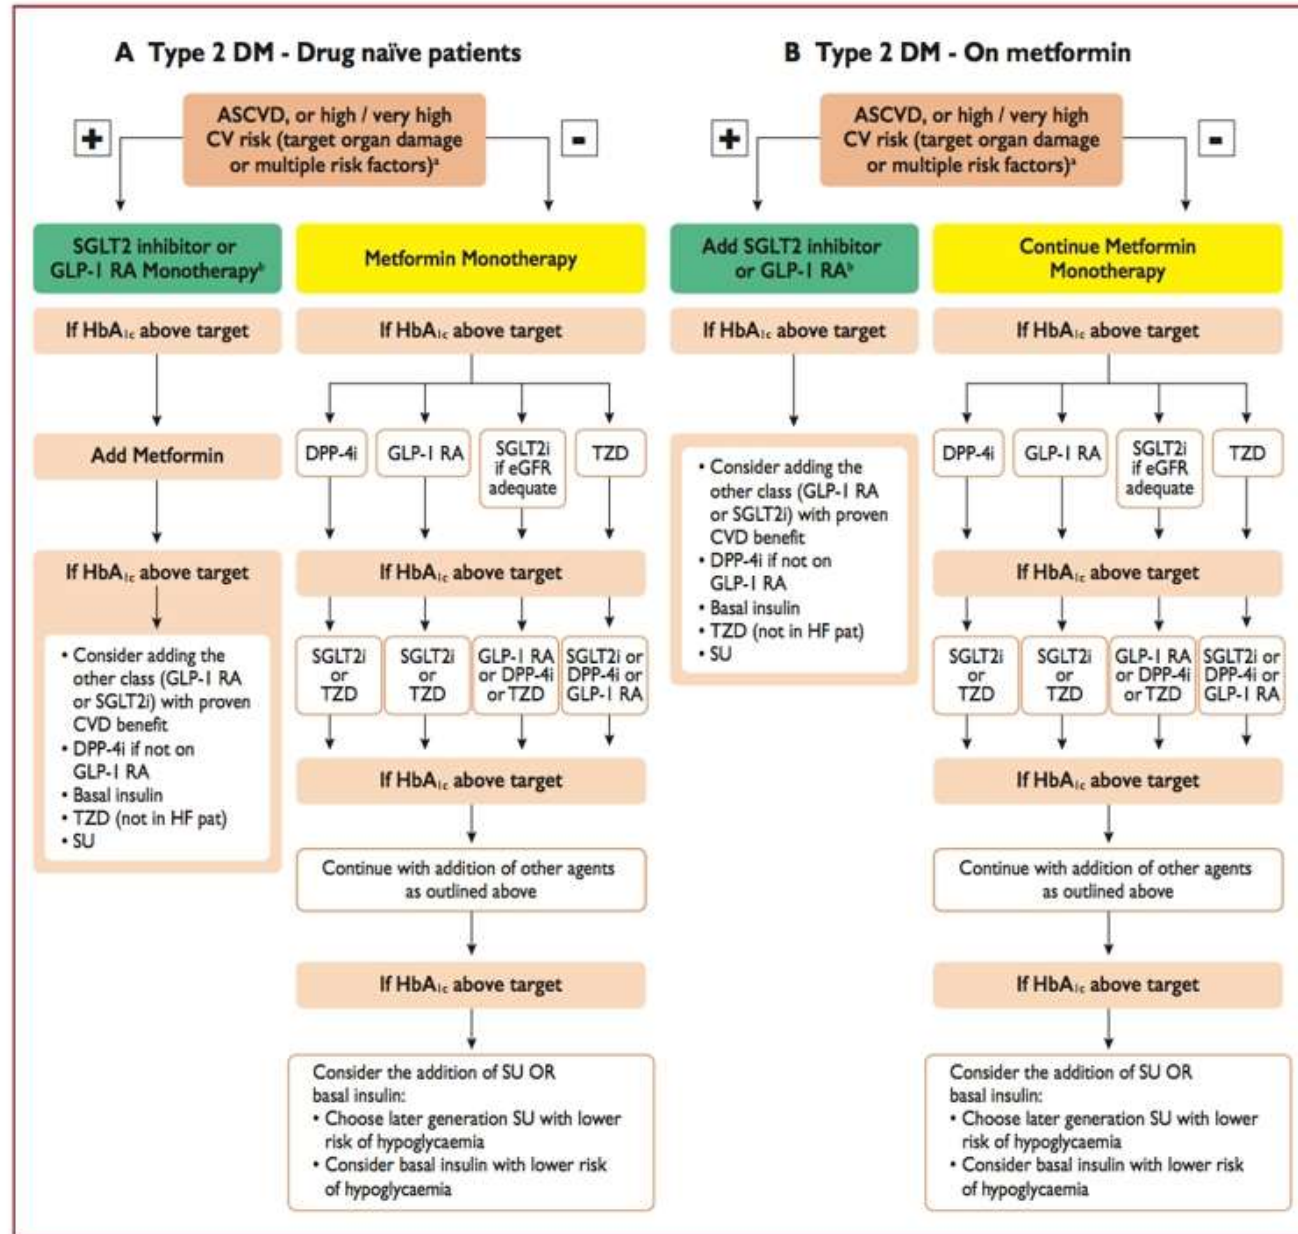 A Type 2 DM - Drug naïve patients
ASCVD, or high / very high
CV risk (target organ damage
or multiple risk factors)ᵃ
+
-
SGLT2 inhibitor or
GLP-1 RA Monotherapyᵇ
Metformin Monotherapy
If HbA₁c above target
If HbA₁c above target
Add Metformin
DPP-4i
GLP-1 RA
SGLT2i
if eGFR
adequate
TZD
If HbA₁c above target
If HbA₁c above target
• Consider adding the
other class (GLP-1 RA
or SGLT2i) with proven
CVD benefit
• DPP-4i if not on
GLP-1 RA
• Basal insulin
• TZD (not in HF pat)
• SU
SGLT2i
or
TZD
SGLT2i
or
TZD
GLP-1 RA
or DPP-4i
or TZD
SGLT2i or
DPP-4i or
GLP-1 RA
If HbA₁c above target
Continue with addition of other agents
as outlined above
If HbA₁c above target
Consider the addition of SU OR
basal insulin:
• Choose later generation SU with lower
risk of hypoglycaemia
• Consider basal insulin with lower risk
of hypoglycaemia
B Type 2 DM - On metformin
ASCVD, or high / very high
CV risk (target organ damage
or multiple risk factors)ᵃ
+
-
Add SGLT2 inhibitor
or GLP-1 RAᵇ
Continue Metformin
Monotherapy
If HbA₁c above target
If HbA₁c above target
• Consider adding the
other class (GLP-1 RA
or SGLT2i) with proven
CVD benefit
• DPP-4i if not on
GLP-1 RA
• Basal insulin
• TZD (not in HF pat)
• SU
DPP-4i
GLP-1 RA
SGLT2i
if eGFR
adequate
TZD
If HbA₁c above target
SGLT2i
or
TZD
SGLT2i
or
TZD
GLP-1 RA
or DPP-4i
or TZD
SGLT2i or
DPP-4i or
GLP-1 RA
If HbA₁c above target
Continue with addition of other agents
as outlined above
If HbA₁c above target
Consider the addition of SU OR
basal insulin:
• Choose later generation SU with lower
risk of hypoglycaemia
• Consider basal insulin with lower risk
of hypoglycaemia